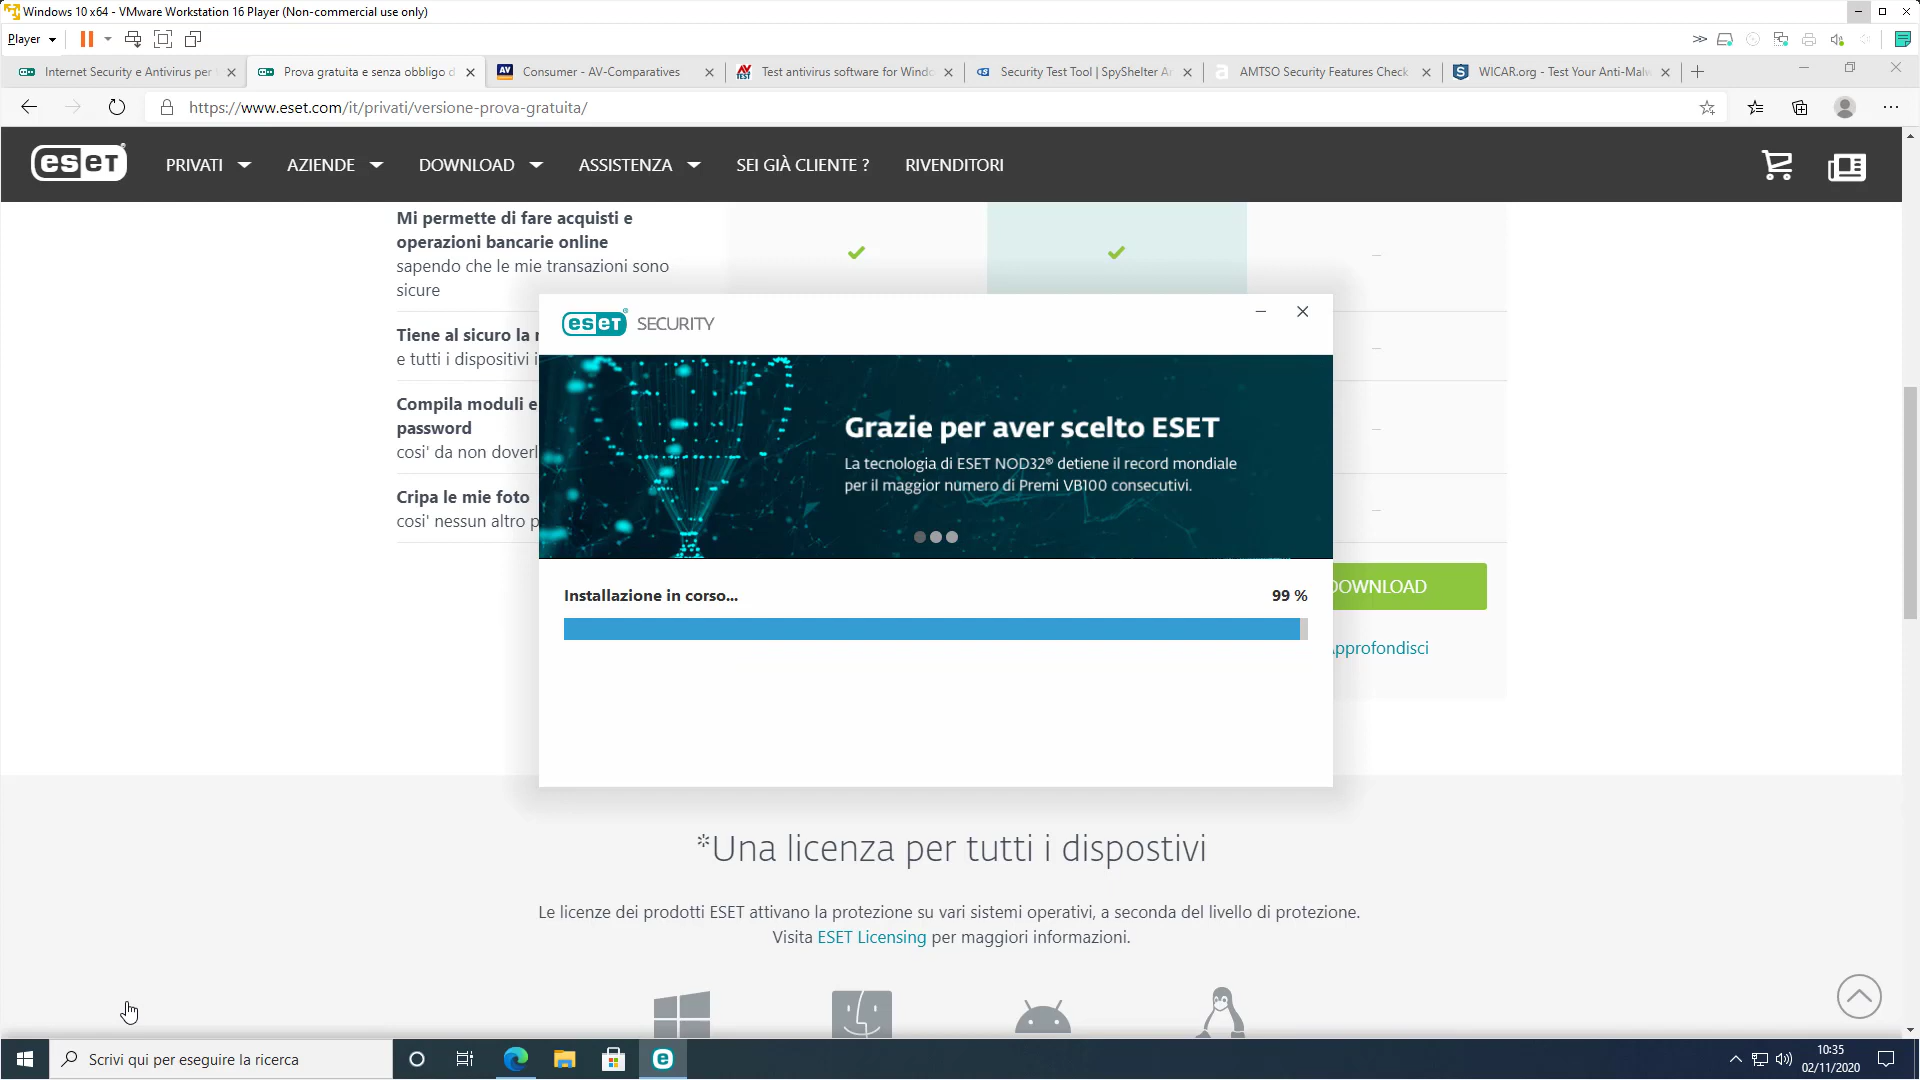 Windows 10 x64 - VMware Workstation 16 Player (Non-commercial use only)
Player
Internet Security e Antivirus per
Prova gratuita e senza obbligo d
Consumer - AV-Comparatives
Test antivirus software for Windo
Security Test Tool | SpyShelter An
AMTSO Security Features Check
WICAR.org - Test Your Anti-Malw
https://www.eset.com/it/privati/versione-prova-gratuita/
eset
PRIVATI
AZIENDE
DOWNLOAD
ASSISTENZA
SEI GIÀ CLIENTE ?
RIVENDITORI
Mi permette di fare acquisti e
operazioni bancarie online
sapendo che le mie transazioni sono
sicure
Tiene al sicuro la
e tutti i dispositivi i
Compila moduli e
password
cosi' da non doverl
Cripa le mie foto
cosi' nessun altro p
eset SECURITY
Grazie per aver scelto ESET
La tecnologia di ESET NOD32® detiene il record mondiale
per il maggior numero di Premi VB100 consecutivi.
Installazione in corso...
99 %
DOWNLOAD
Approfondisci
*Una licenza per tutti i dispostivi
Le licenze dei prodotti ESET attivano la protezione su vari sistemi operativi, a seconda del livello di protezione.
Visita ESET Licensing per maggiori informazioni.
Scrivi qui per eseguire la ricerca
10:35
02/11/2020